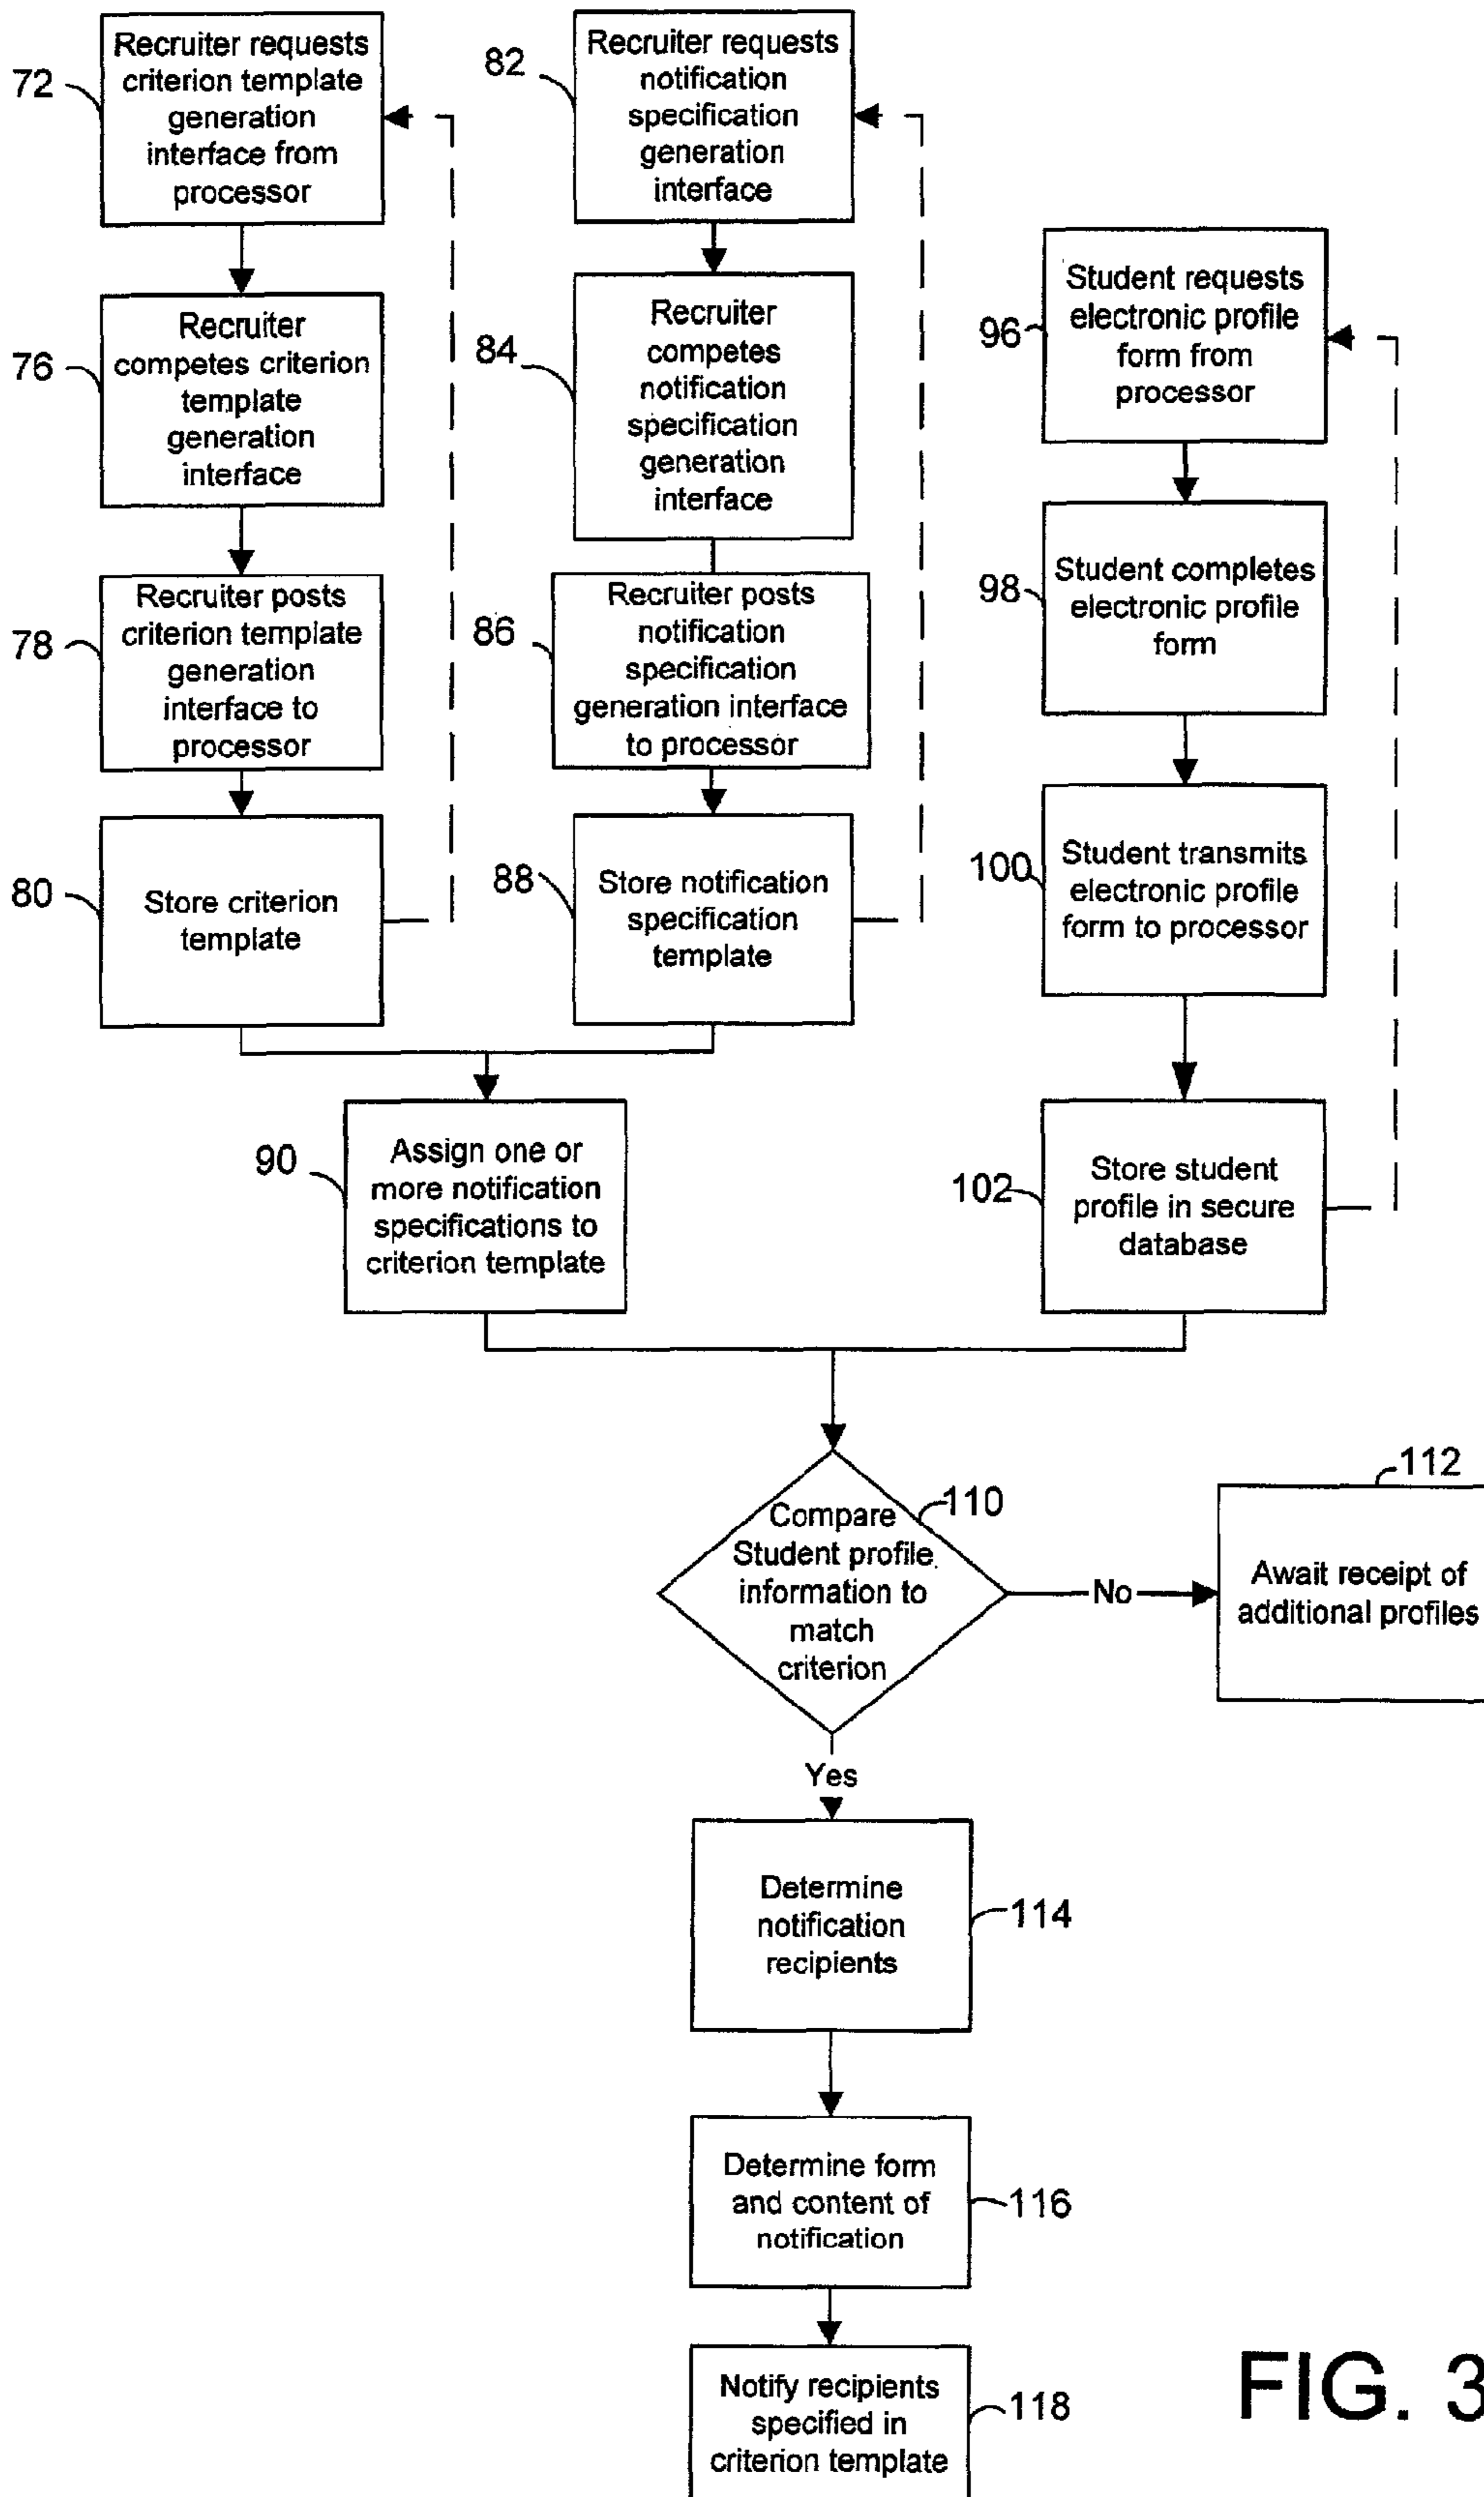 72
Recruiter requests
criterion template
generation
interface from
processor
76
Recruiter
competes criterion
template
generation
interface
78
Recruiter posts
criterion template
generation
interface to
processor
80
Store criterion
template
82
Recruiter requests
notification
specification
generation
interface
84
Recruiter
competes
notification
specification
generation
interface
86
Recruiter posts
notification
specification
generation interface
to processor
88
Store notification
specification
template
90
Assign one or
more notification
specifications to
criterion template
96
Student requests
electronic profile
form from
processor
98
Student completes
electronic profile
form
100
Student transmits
electronic profile
form to processor
102
Store student
profile in secure
database
110
Compare
Student profile
information to
match
criterion
No
112
Await receipt of
additional profiles
Yes
Determine
notification
recipients
114
Determine form
and content of
notification
116
Notify recipients
specified in
criterion template
118
FIG. 3